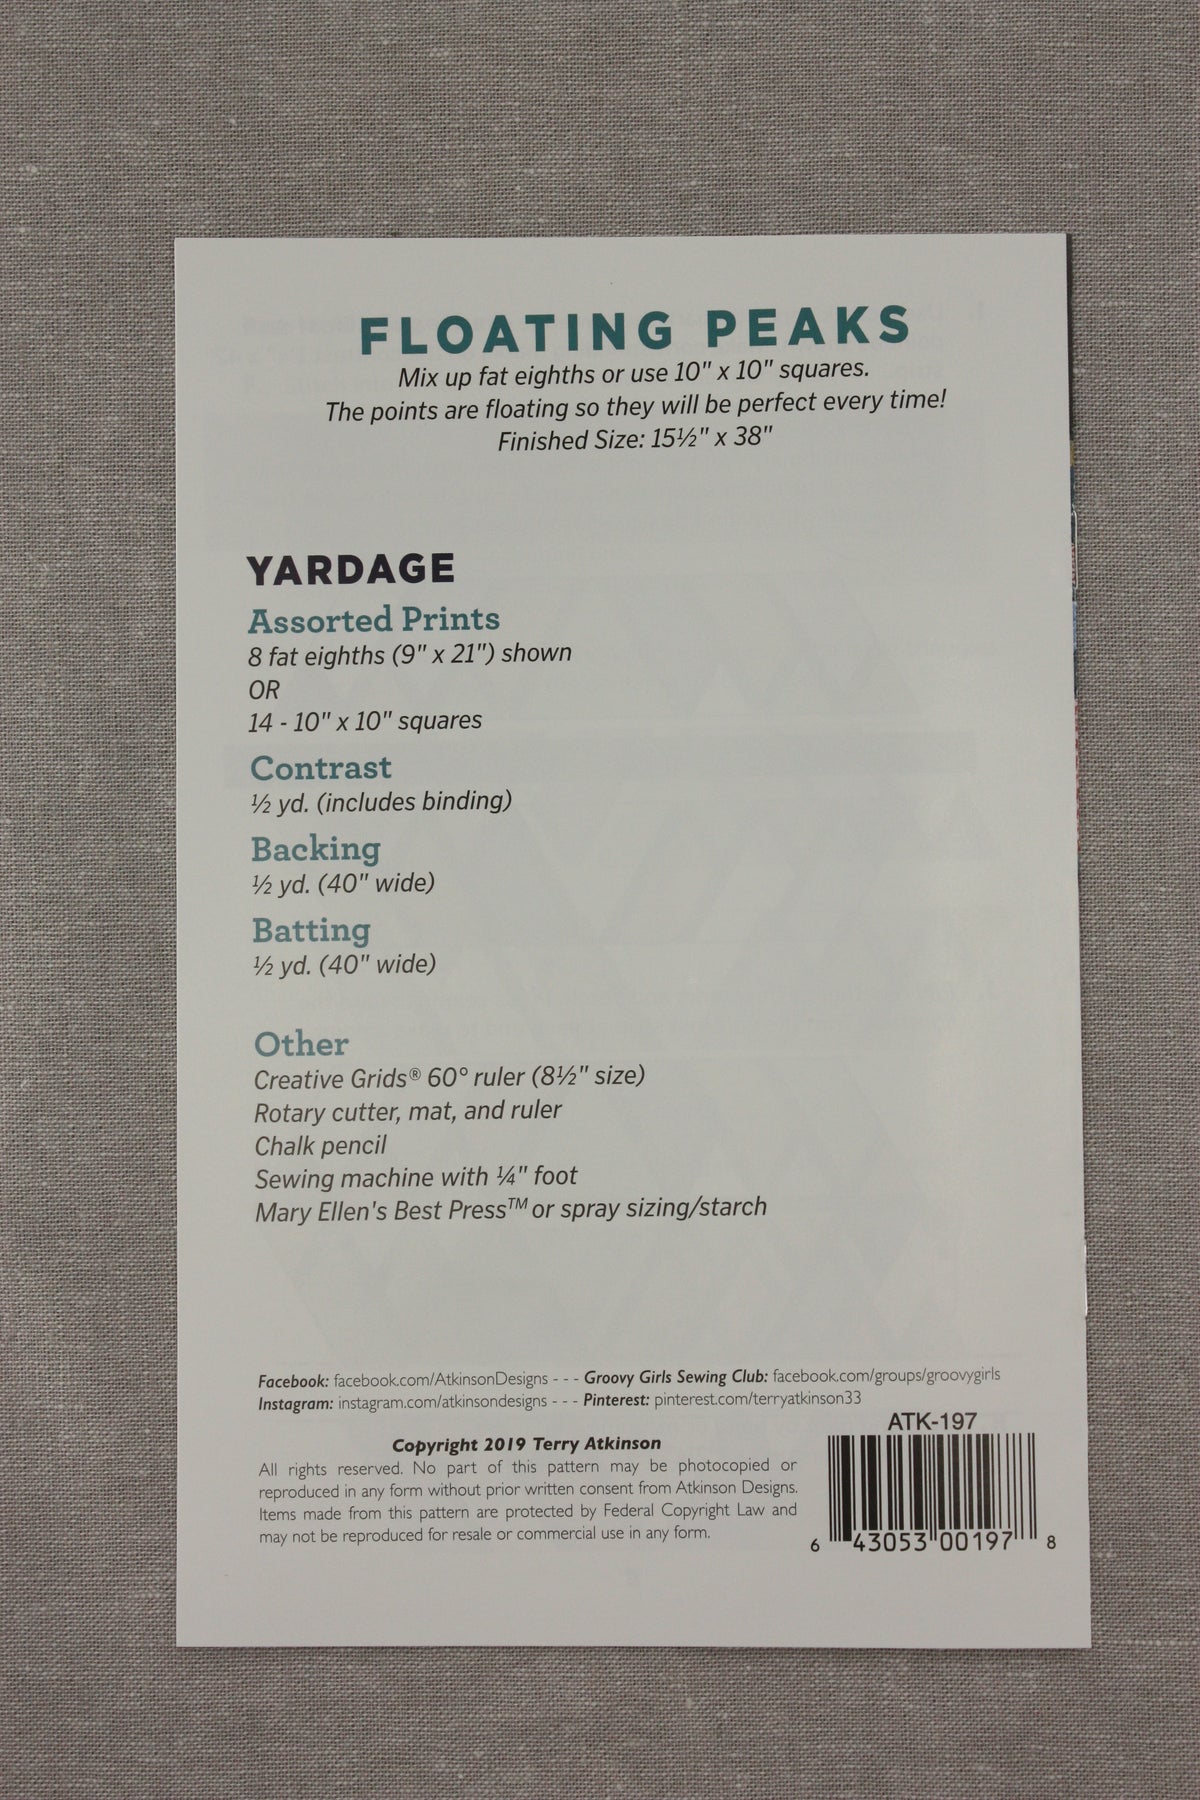 FLOATING PEAKS
Mix up fat eighths or use 10" x 10" squares.
The points are floating so they will be perfect every time!
Finished Size: 15½" x 38"
YARDAGE
Assorted Prints
8 fat eighths (9" x 21") shown
OR
14 - 10" x 10" squares
Contrast
½ yd. (includes binding)
Backing
½ yd. (40" wide)
Batting
½ yd. (40" wide)
Other
Creative Grids® 60° ruler (8½" size)
Rotary cutter, mat, and ruler
Chalk pencil
Sewing machine with ¼" foot
Mary Ellen's Best Press™ or spray sizing/starch
Facebook: facebook.com/AtkinsonDesigns - - - Groovy Girls Sewing Club: facebook.com/groups/groovygirls
Instagram: instagram.com/atkinsondesigns - - - Pinterest: pinterest.com/terryatkinson33
Copyright 2019 Terry Atkinson
All rights reserved. No part of this pattern may be photocopied or
reproduced in any form without prior written consent from Atkinson Designs.
Items made from this pattern are protected by Federal Copyright Law and
may not be reproduced for resale or commercial use in any form.
ATK-197
6 43053 00197 8